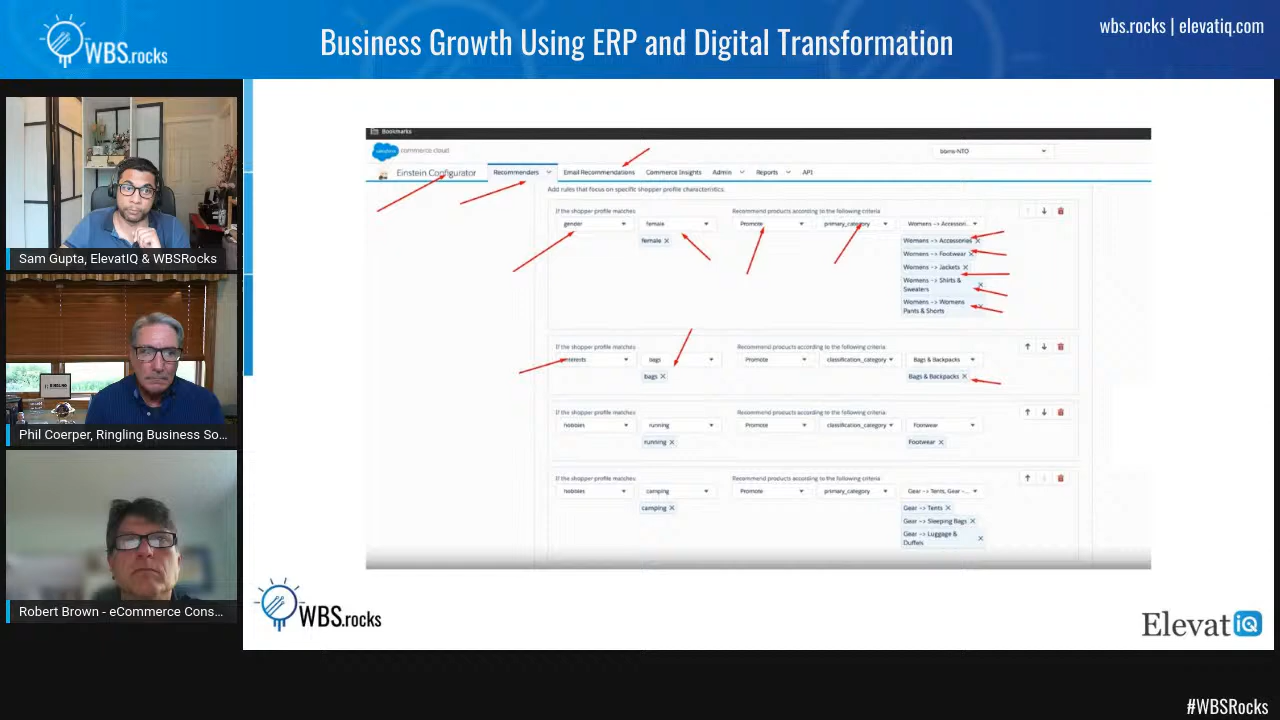 WBS.rocks
Business Growth Using ERP and Digital Transformation
wbs.rocks | elevatiq.com
Sam Gupta, ElevatIQ & WBSRocks
Phil Coerper, Ringling Business So...
Robert Brown - eCommerce Cons...
Bookmarks
salesforce commerce cloud
Einstein Configurator
Recommenders
Email Recommendations
Commerce Insights
Admin
Reports
API
Add rules that focus on specific shopper profile characteristics.
If the shopper profile matches
Recommend products according to the following criteria
gender
female
Promote
primary_category
Womens -> Accessori...
female ×
Womens -> Accessories ×
Womens -> Footwear ×
Womens -> Jackets ×
Womens -> Shirts &
Sweaters ×
Womens -> Womens
Pants & Shorts ×
If the shopper profile matches
Recommend products according to the following criteria
bags
Promote
classification_category
Bags & Backpacks
bags ×
Bags & Backpacks ×
If the shopper profile matches
Recommend products according to the following criteria
hobbies
running
Promote
classification_category
Footwear
running ×
Footwear ×
If the shopper profile matches
Recommend products according to the following criteria
hobbies
camping
Promote
primary_category
Gear -> Tents, Gear -...
camping ×
Gear -> Tents ×
Gear -> Sleeping Bags ×
Gear -> Luggage &
Duffels ×
WBS.rocks
ElevatIQ
#WBSRocks